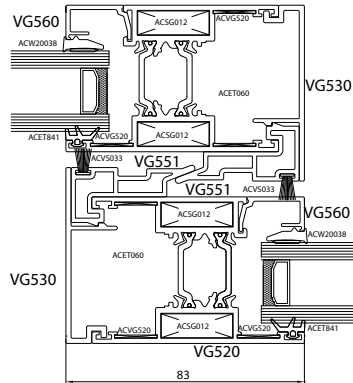 VG560 ACSG012 ACVG520
ACW20038
ACET060 VG530
ACET841 ACVG520 ACSG012
ACVS033 VG551
VG551 ACVS033
ACSG012 VG560
ACW20038
VG530 ACET060
ACVG520 ACSG012 ACVG520 ACET841
VG520
83